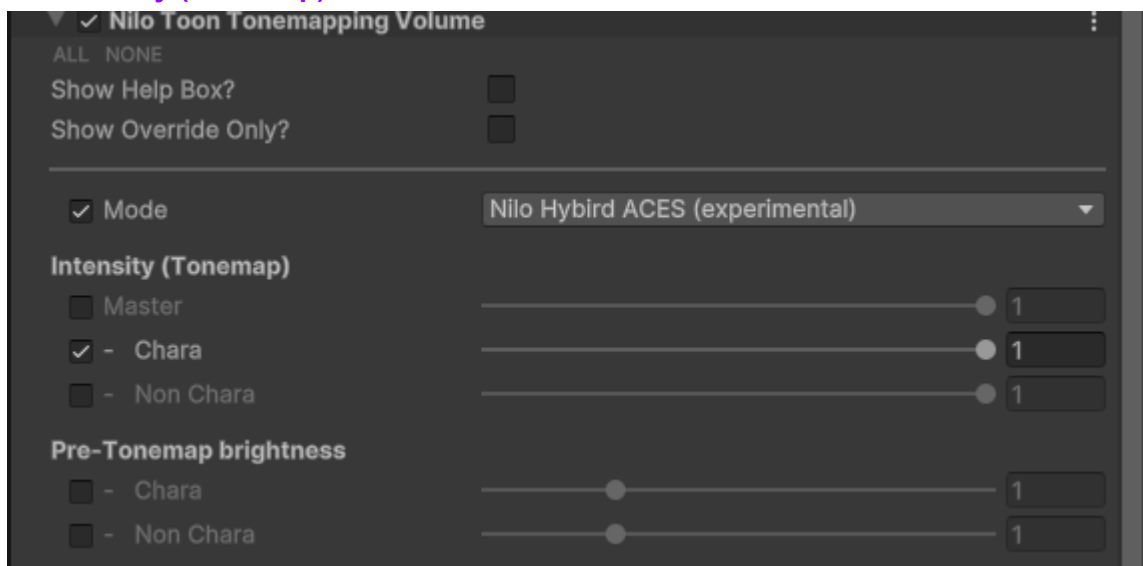 Nilo Toon Tonemapping Volume
ALL NONE
Show Help Box?
Show Override Only?
Mode Nilo Hybird ACES (experimental)
Intensity (Tonemap)
Master 1
- Chara 1
- Non Chara 1
Pre-Tonemap brightness
- Chara 1
- Non Chara 1